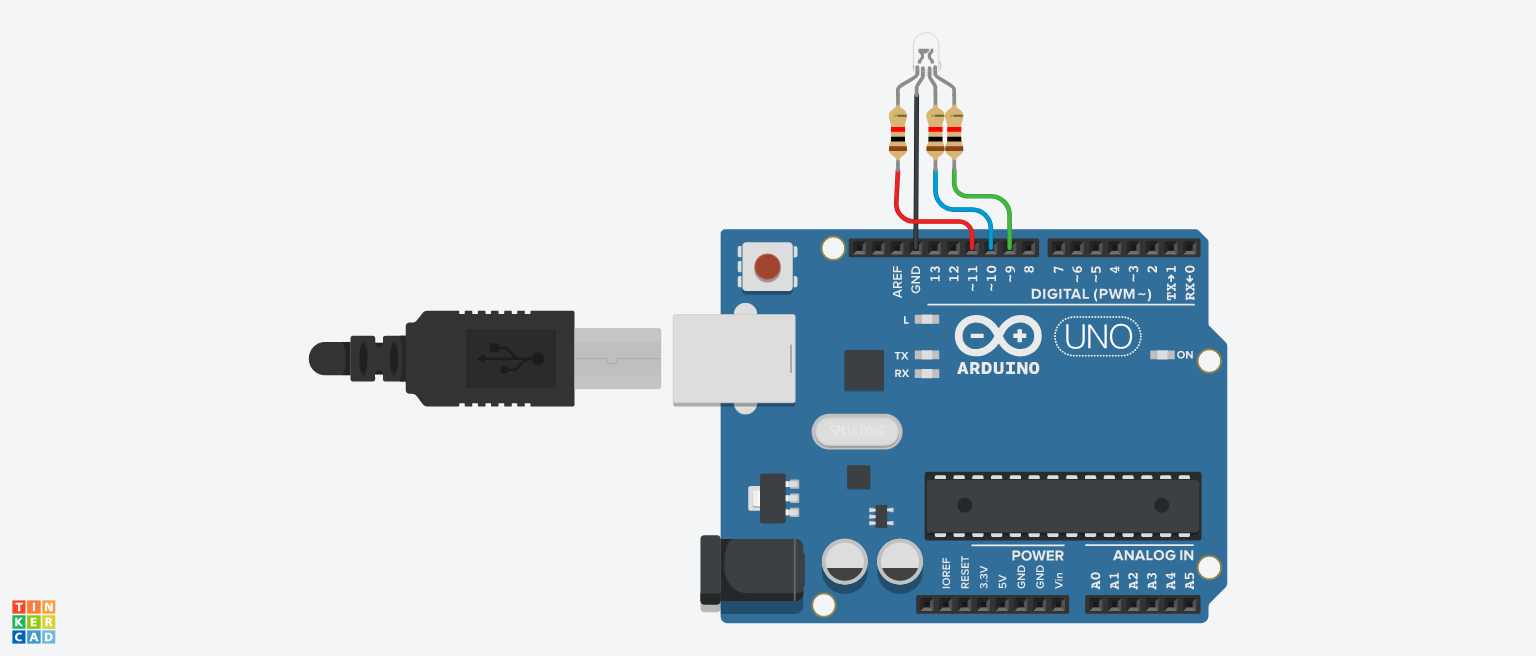 AREF
GND
13
12
~11
~10
~9
8
7
~6
~5
4
~3
2
TX→1
RX←0
DIGITAL (PWM~)
L
TX
RX
ARDUINO
UNO
ON
SPK16.000G
POWER
ANALOG IN
IOREF
RESET
3.3V
5V
GND
GND
Vin
A0
A1
A2
A3
A4
A5
TIN
KER
CAD